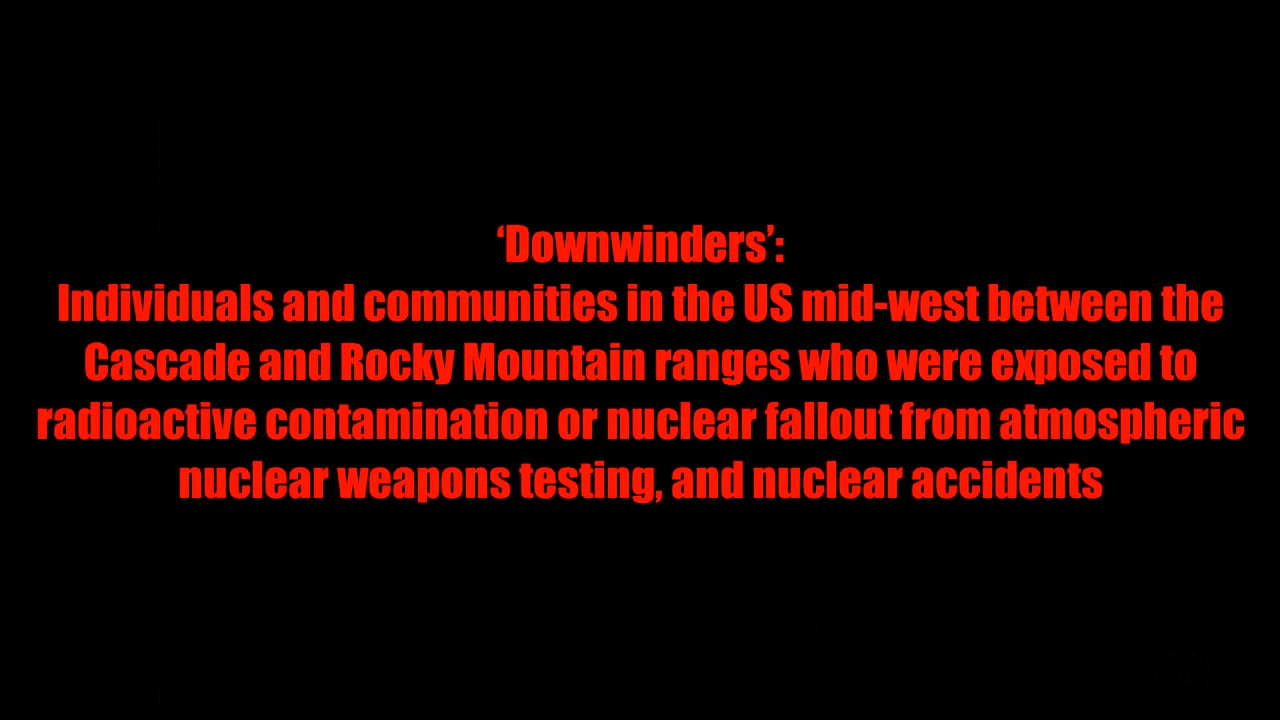 ‘Downwinders’:
Individuals and communities in the US mid-west between the
Cascade and Rocky Mountain ranges who were exposed to
radioactive contamination or nuclear fallout from atmospheric
nuclear weapons testing, and nuclear accidents